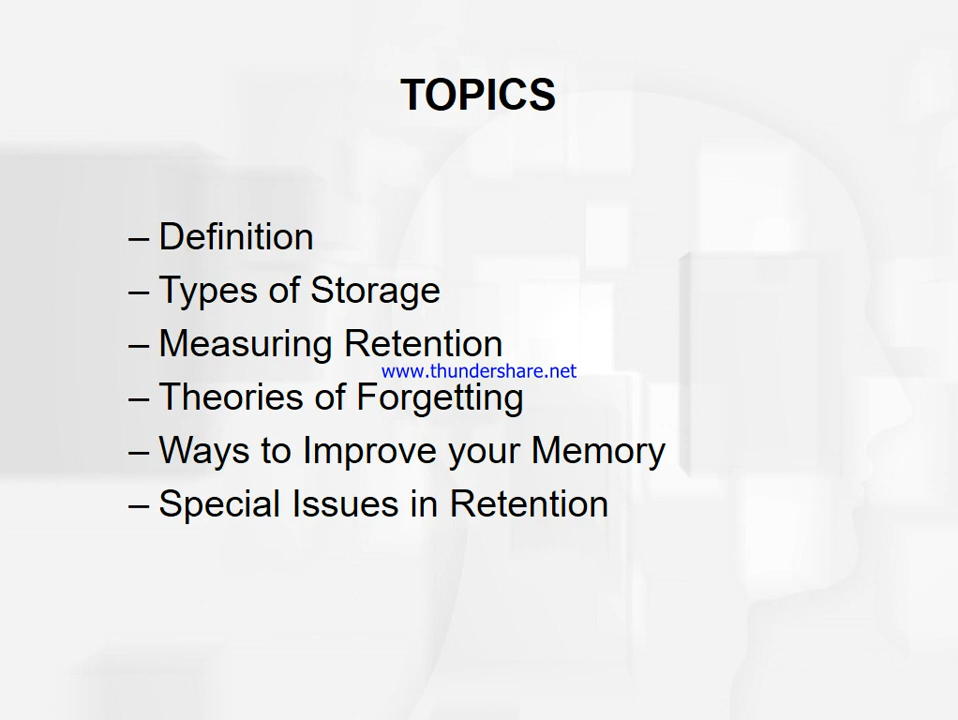 TOPICS
– Definition
– Types of Storage
– Measuring Retention
www.thundershare.net
– Theories of Forgetting
– Ways to Improve your Memory
– Special Issues in Retention